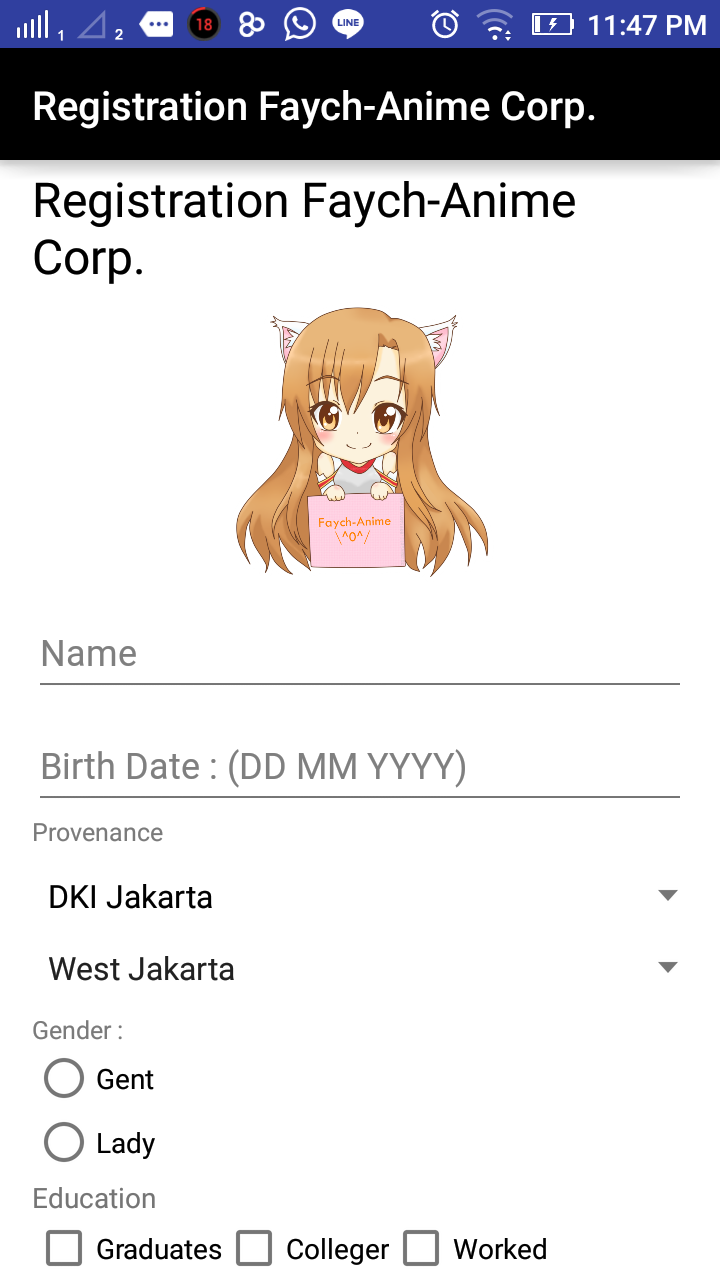 1 2 18 LINE 11:47 PM
Registration Faych-Anime Corp.
Registration Faych-Anime
Corp.
Faych-Anime
\^0^/
Name
Birth Date : (DD MM YYYY)
Provenance
DKI Jakarta
West Jakarta
Gender :
Gent
Lady
Education
Graduates Colleger Worked